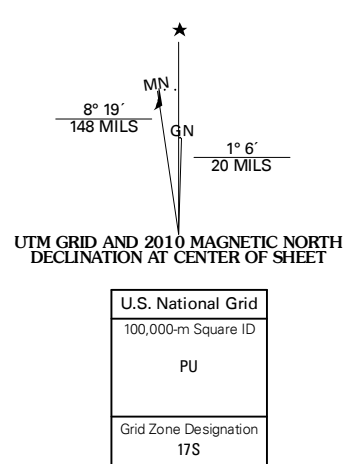 ★
MN
8° 19´
148 MILS
GN
1° 6´
20 MILS
UTM GRID AND 2010 MAGNETIC NORTH
DECLINATION AT CENTER OF SHEET
U.S. National Grid
100,000-m Square ID
PU
Grid Zone Designation
17S